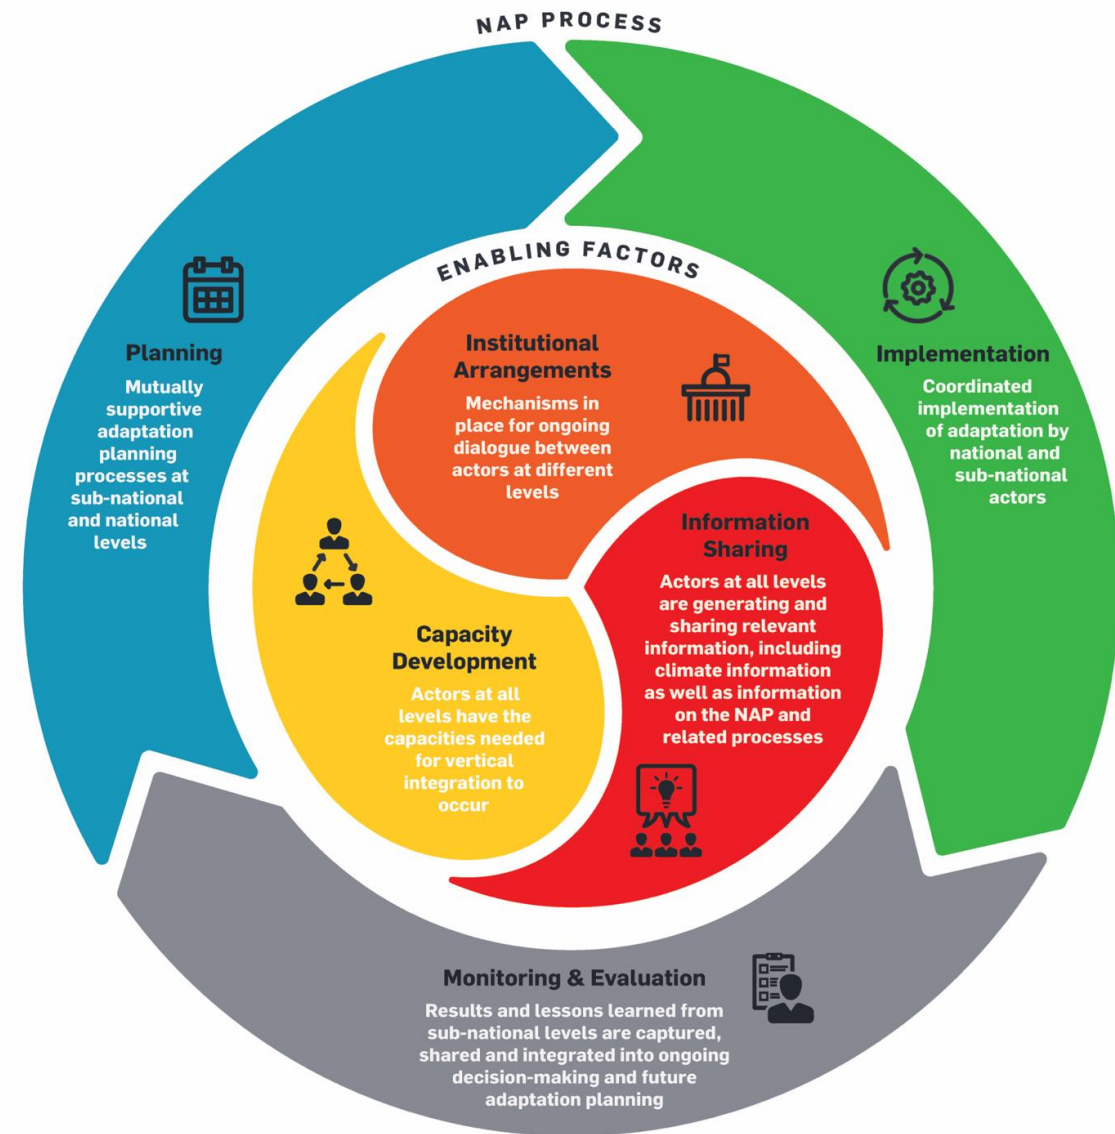 NAP PROCESS
ENABLING FACTORS
Planning
Mutually
supportive
adaptation
planning
processes at
sub-national
and national
levels
Institutional
Arrangements
Mechanisms in
place for ongoing
dialogue between
actors at different
levels
Implementation
Coordinated
implementation
of adaptation by
national and
sub-national
actors
Information
Sharing
Actors at all levels
are generating and
sharing relevant
information, including
climate information
as well as information
on the NAP and
related processes
Capacity
Development
Actors at all
levels have the
capacities needed
for vertical
integration to
occur
Monitoring & Evaluation
Results and lessons learned from
sub-national levels are captured,
shared and integrated into ongoing
decision-making and future
adaptation planning